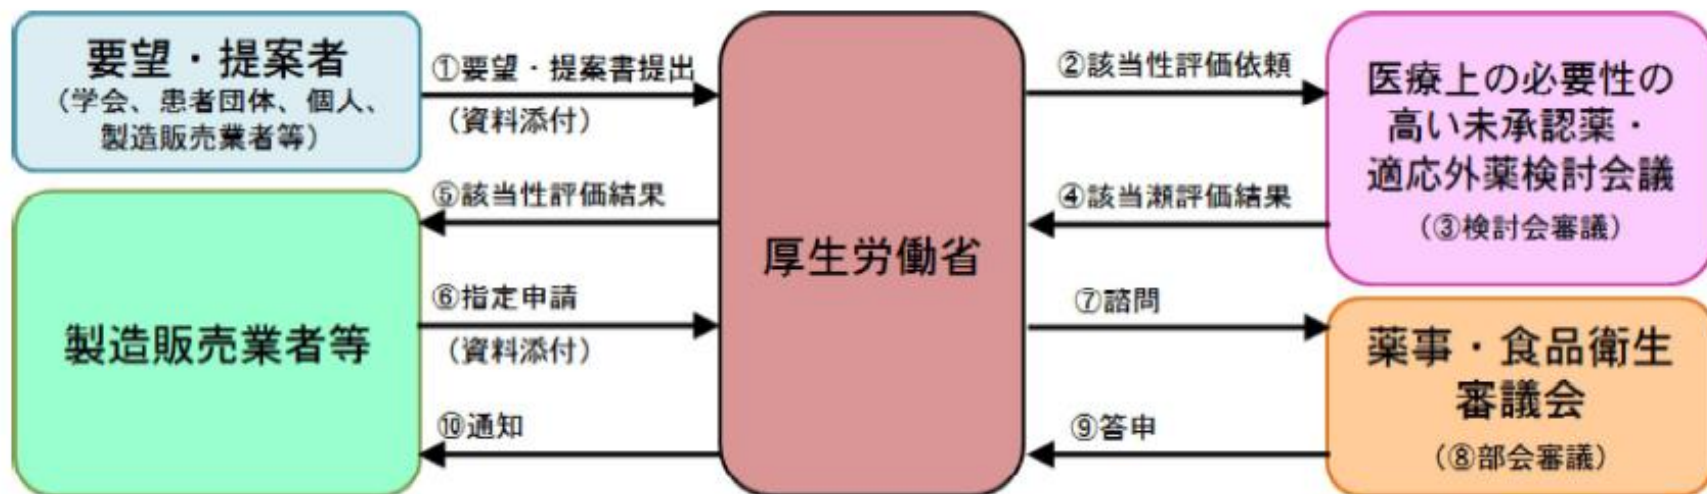 要望・提案者
（学会、患者団体、個人、
製造販売業者等）
①要望・提案書提出
（資料添付）
②該当性評価依頼
医療上の必要性の
高い未承認薬・
適応外薬検討会議
（③検討会審議）
⑤該当性評価結果
④該当瀬評価結果
厚生労働省
製造販売業者等
⑥指定申請
（資料添付）
⑦諮問
薬事・食品衛生
審議会
（⑧部会審議）
⑩通知
⑨答申